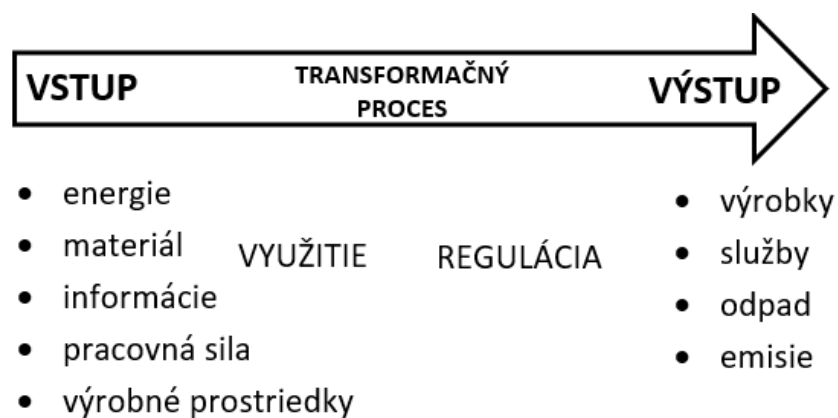 VSTUP
TRANSFORMAČNÝ
PROCES
VÝSTUP
• energie
• materiál
• informácie
• pracovná sila
• výrobné prostriedky
VYUŽITIE
REGULÁCIA
• výrobky
• služby
• odpad
• emisie